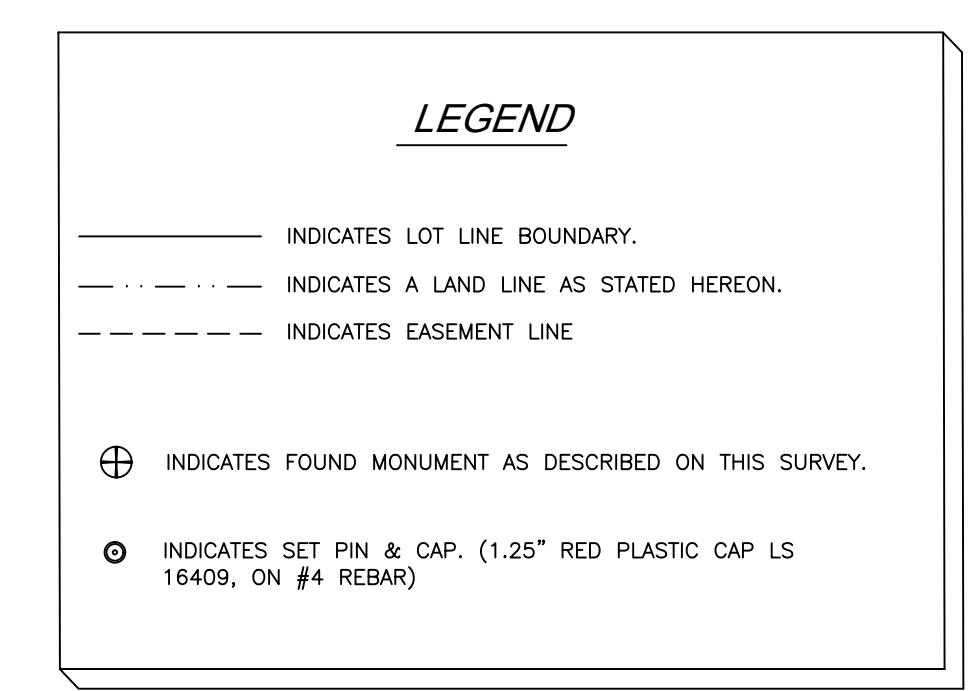 LEGEND
INDICATES LOT LINE BOUNDARY.
INDICATES A LAND LINE AS STATED HEREON.
INDICATES EASEMENT LINE
INDICATES FOUND MONUMENT AS DESCRIBED ON THIS SURVEY.
INDICATES SET PIN & CAP. (1.25" RED PLASTIC CAP LS
16409, ON #4 REBAR)